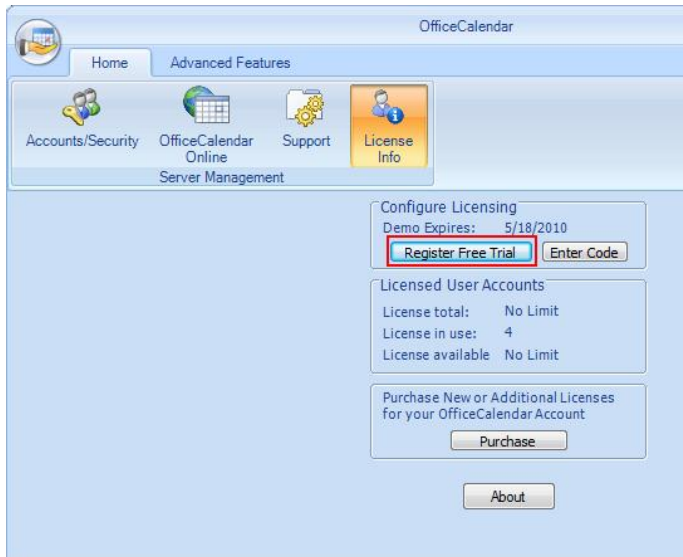 OfficeCalendar
Home Advanced Features
Accounts/Security OfficeCalendar Online Support License Info
Server Management
Configure Licensing
Demo Expires: 5/18/2010
Register Free Trial Enter Code
Licensed User Accounts
License total: No Limit
License in use: 4
License available No Limit
Purchase New or Additional Licenses
for your OfficeCalendar Account
Purchase
About